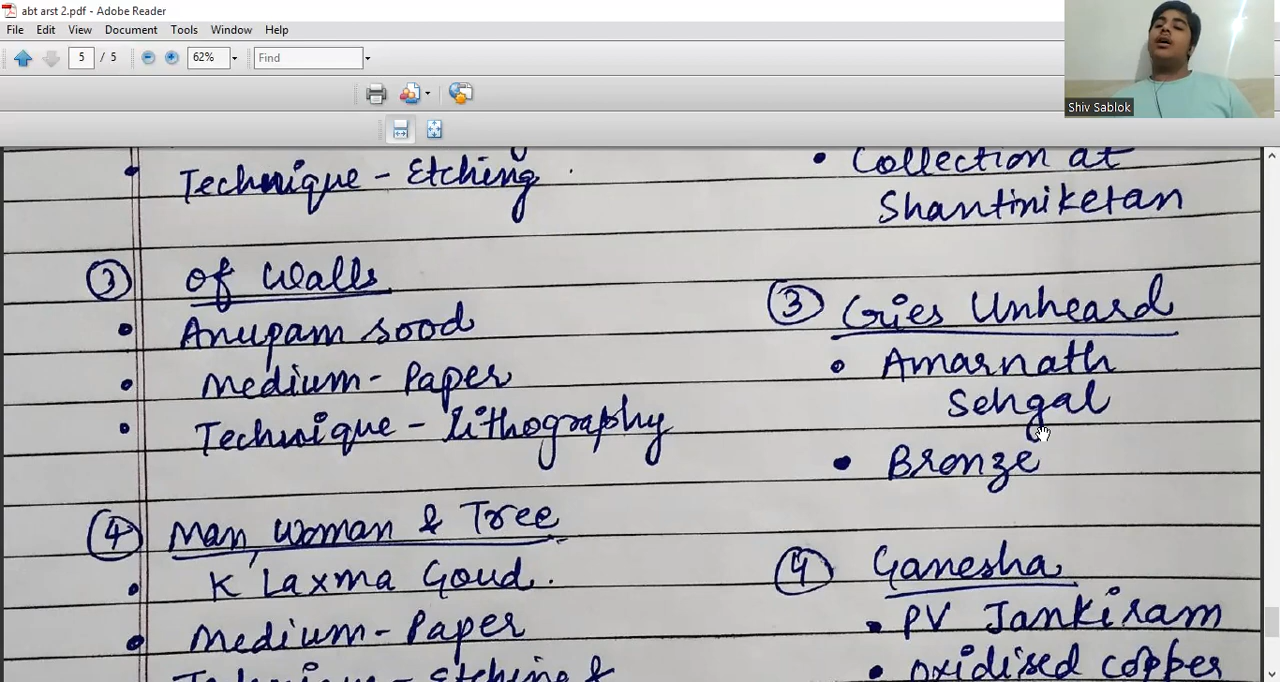 abt arst 2.pdf - Adobe Reader
File Edit View Document Tools Window Help
5 / 5 62% Find
Shiv Sablok
Technique - Etching
③ Of Walls
Anupam Sood
Medium - Paper
Technique - Lithography
④ Man, Woman & Tree
K Laxma Goud.
Medium - Paper
Technique - Etching &
Collection at
Shantiniketan
③ Cries Unheard
Amarnath
Sehgal
Bronze
④ Ganesha
PV Jankiram
Oxidised copper